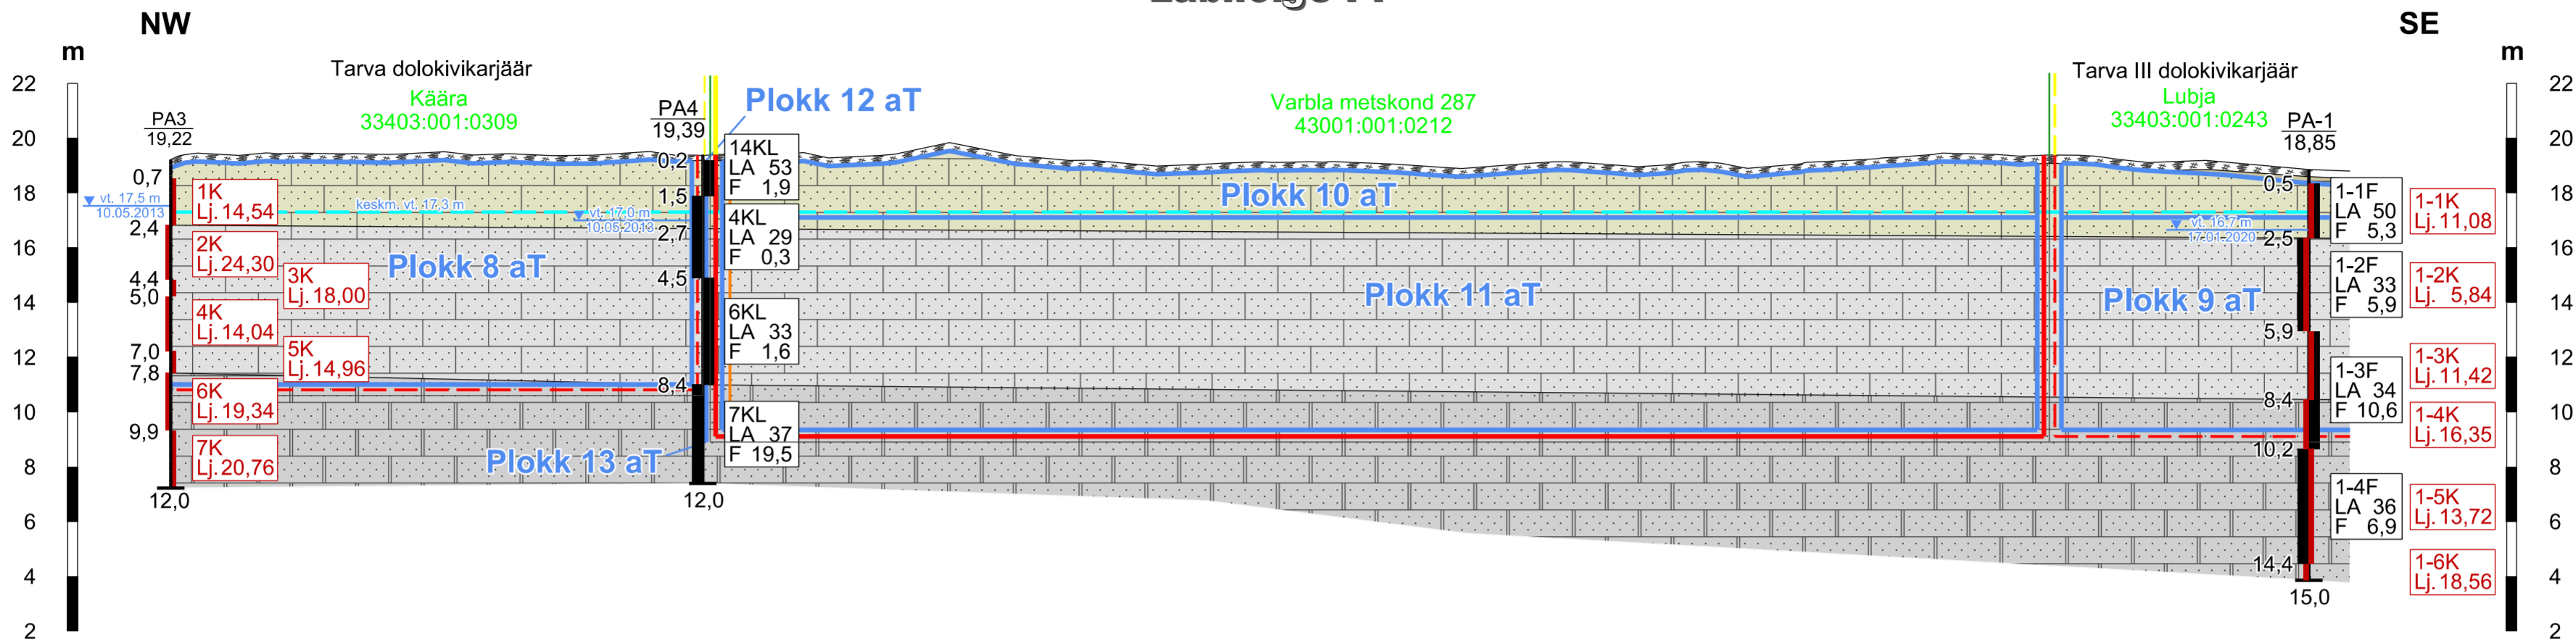 NW
SE
m
m
Tarva dolokivikarjäär
Käära
33403:001:0309
PA3
19,22
PA4
19,39
Plokk 12 aT
Varbla metskond 287
43001:001:0212
Tarva III dolokivikarjäär
Lubja
33403:001:0243
PA-1
18,85
22
20
18
16
14
12
10
8
6
4
2
vt. 17,5 m
10.05.2013
0,7
2,4
4,4
5,0
7,0
7,8
9,9
12,0
1K
Lj. 14,54
2K
Lj. 24,30
3K
Lj. 18,00
4K
Lj. 14,04
5K
Lj. 14,96
6K
Lj. 19,34
7K
Lj. 20,76
keskm. vt. 17,3 m
vt. 17,0 m
10.05.2013
Plokk 8 aT
Plokk 13 aT
0,2
1,5
2,7
4,5
8,4
12,0
14KL
LA 53
F 1,9
4KL
LA 29
F 0,3
6KL
LA 33
F 1,6
7KL
LA 37
F 19,5
Plokk 10 aT
Plokk 11 aT
Plokk 9 aT
vt. 16,7 m
17.01.2020
0,5
2,5
5,9
8,4
10,2
14,4
15,0
1-1F
LA 50
F 5,3
1-2F
LA 33
F 5,9
1-3F
LA 34
F 10,6
1-4F
LA 36
F 6,9
1-1K
Lj. 11,08
1-2K
Lj. 5,84
1-3K
Lj. 11,42
1-4K
Lj. 16,35
1-5K
Lj. 13,72
1-6K
Lj. 18,56
22
20
18
16
14
12
10
8
6
4
2